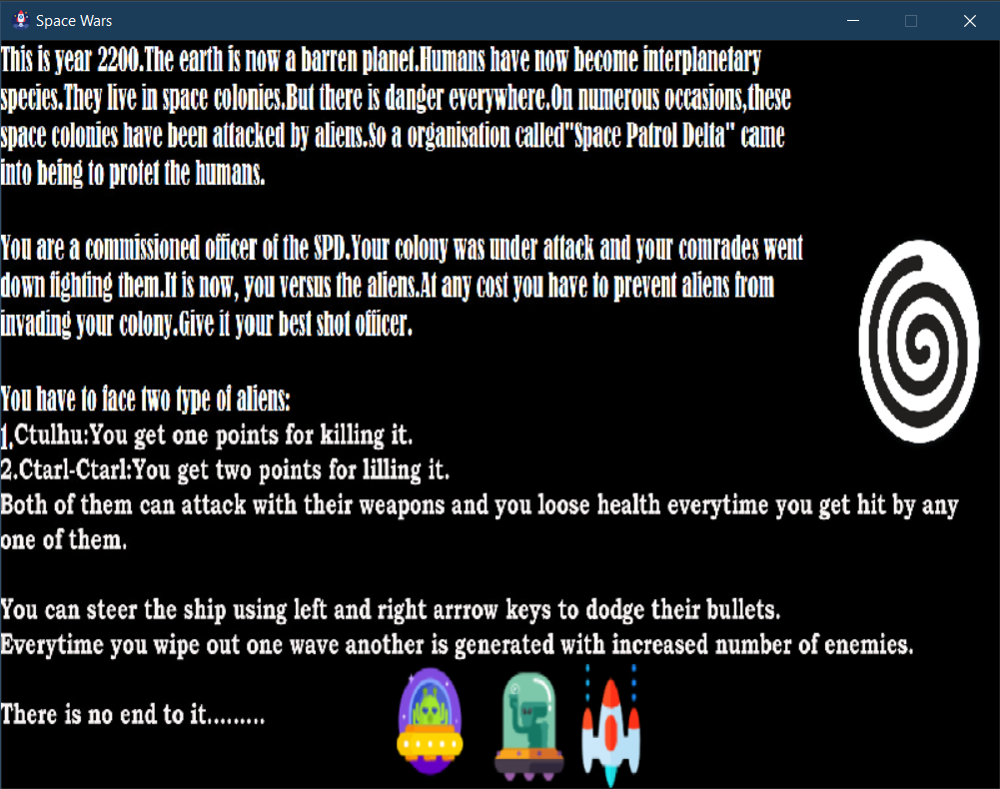 Space Wars
This is year 2200.The earth is now a barren planet.Humans have now become interplanetary
species.They live in space colonies.But there is danger everywhere.On numerous occasions,these
space colonies have been attacked by aliens.So a organisation called"Space Patrol Delta" came
into being to protet the humans.
You are a commissioned officer of the SPD.Your colony was under attack and your comrades went
down fighting them.It is now, you versus the aliens.At any cost you have to prevent aliens from
invading your colony.Give it your best shot officer.
You have to face two type of aliens:
1.Ctulhu:You get one points for killing it.
2.Ctarl-Ctarl:You get two points for lilling it.
Both of them can attack with their weapons and you loose health everytime you get hit by any
one of them.
You can steer the ship using left and right arrrow keys to dodge their bullets.
Everytime you wipe out one wave another is generated with increased number of enemies.
There is no end to it.........